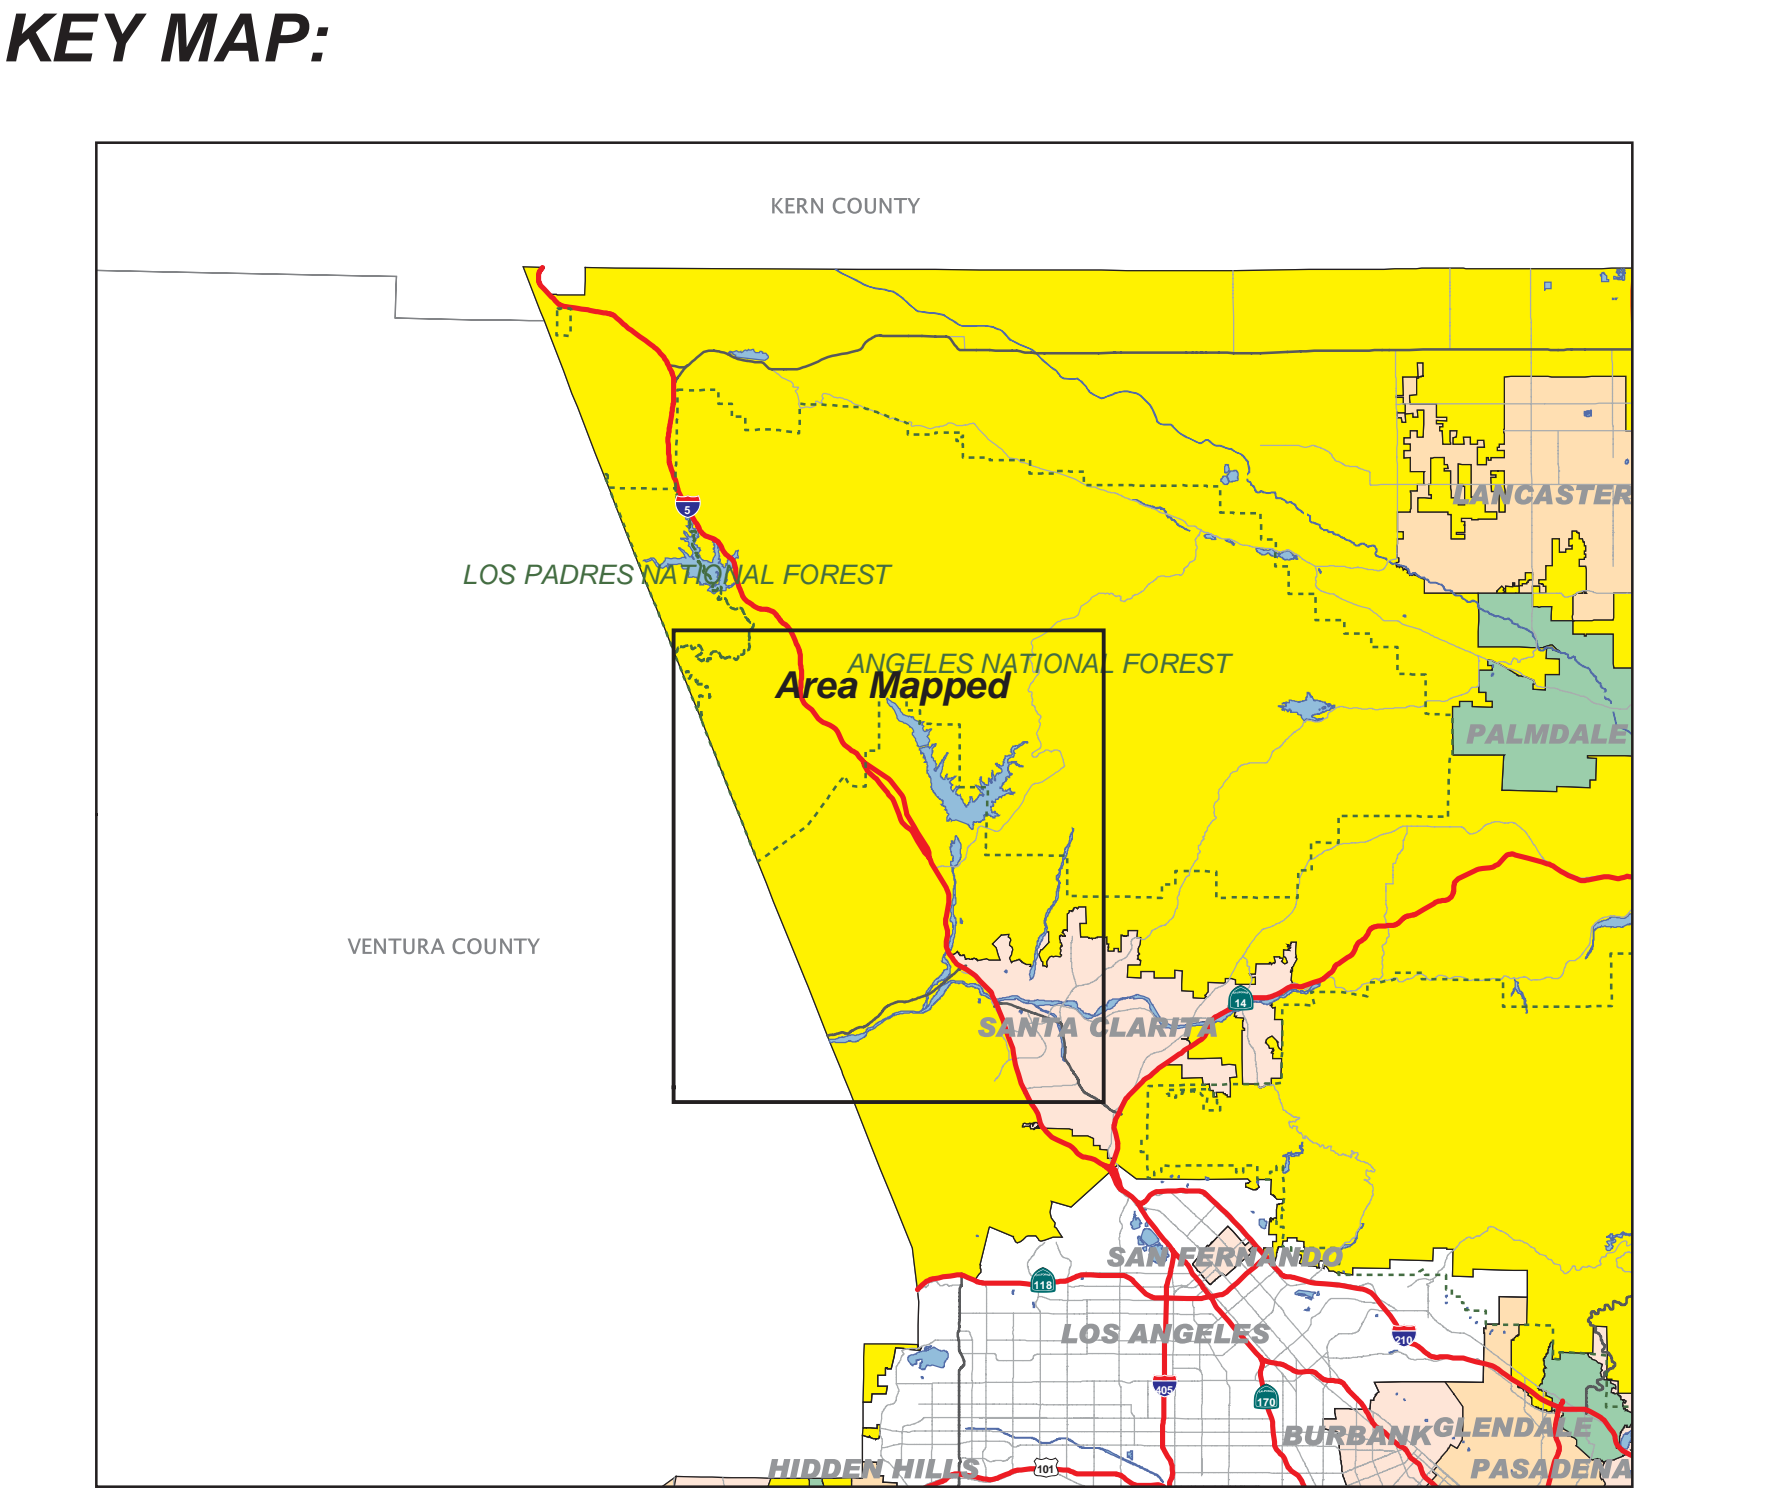 KEY MAP:
KERN COUNTY
LANCASTER
5
LOS PADRES NATIONAL FOREST
ANGELES NATIONAL FOREST
Area Mapped
PALMDALE
VENTURA COUNTY
14
SANTA CLARITA
SAN FERNANDO
118
LOS ANGELES
210
405
170
BURBANK
GLENDALE
HIDDEN HILLS
101
PASADENA